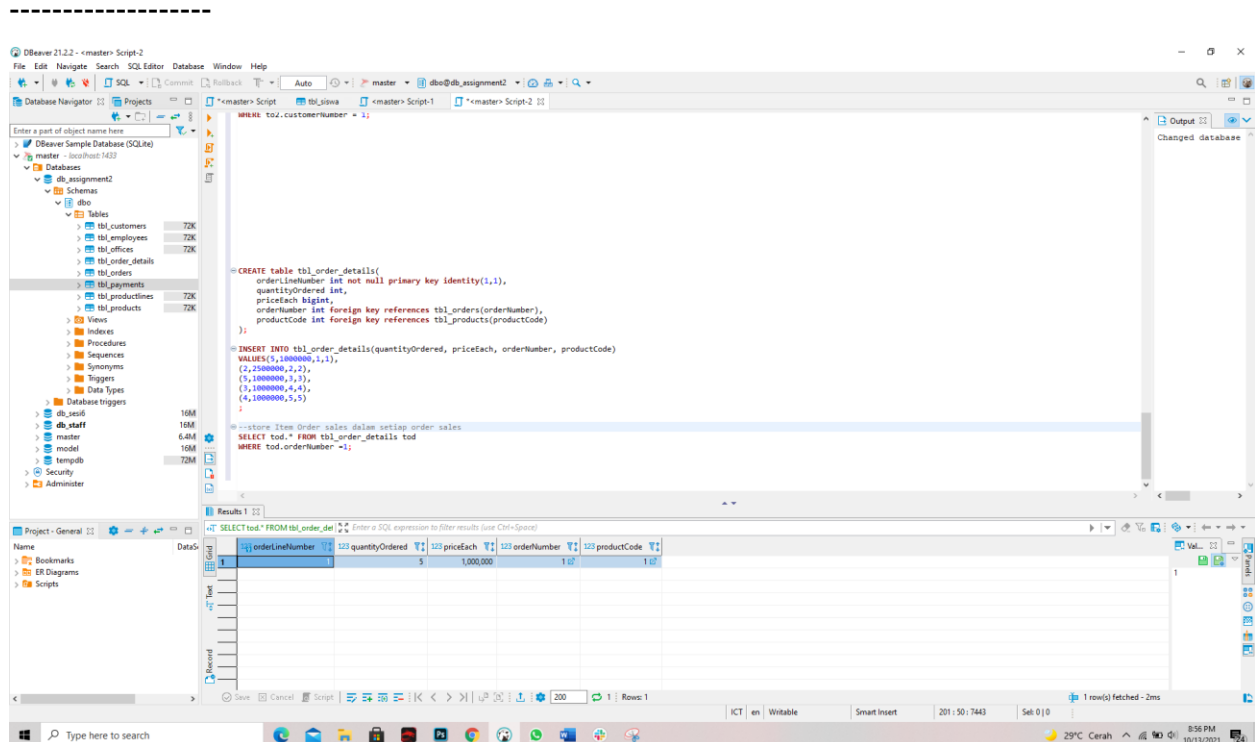 -------------------
DBeaver 21.2.2 - <master> Script-2
File Edit Navigate Search SQL Editor Database Window Help
SQL Commit Rollback Auto master dbo@db_assignment2
Database Navigator Projects
*<master> Script tbl_siswa <master> Script-1 *<master> Script-2
Enter a part of object name here
DBeaver Sample Database (SQLite)
master - localhost:1433
Databases
db_assignment2
Schemas
dbo
Tables
tbl_customers 72K
tbl_employees 72K
tbl_offices 72K
tbl_order_details
tbl_orders
tbl_payments
tbl_productlines 72K
tbl_products 72K
Views
Indexes
Procedures
Sequences
Synonyms
Triggers
Data Types
Database triggers
db_sesi6 16M
db_staff 16M
master 6.4M
model 16M
tempdb 72M
Security
Administer
WHERE to2.customerNumber = 1;
CREATE table tbl_order_details(
orderLineNumber int not null primary key identity(1,1),
quantityOrdered int,
priceEach bigint,
orderNumber int foreign key references tbl_orders(orderNumber),
productCode int foreign key references tbl_products(productCode)
);
INSERT INTO tbl_order_details(quantityOrdered, priceEach, orderNumber, productCode)
VALUES(5,1000000,1,1),
(2,2500000,2,2),
(5,1000000,3,3),
(3,1000000,4,4),
(4,1000000,5,5)
;
--store Item Order sales dalam setiap order sales
SELECT tod.* FROM tbl_order_details tod
WHERE tod.orderNumber =1;
Output
Changed database
Project - General
Name DataS
Bookmarks
ER Diagrams
Scripts
Results 1
SELECT tod.* FROM tbl_order_det Enter a SQL expression to filter results (use Ctrl+Space)
Grid
Text
Record
123 orderLineNumber 123 quantityOrdered 123 priceEach 123 orderNumber 123 productCode
1 1 5 1,000,000 1 1
Val...
1
Panels
Save Cancel Script 200 1 Rows: 1
1 row(s) fetched - 2ms
ICT en Writable Smart Insert 201 : 50 : 7443 Sel: 0 | 0
Type here to search
29°C Cerah
8:56 PM
10/13/2021